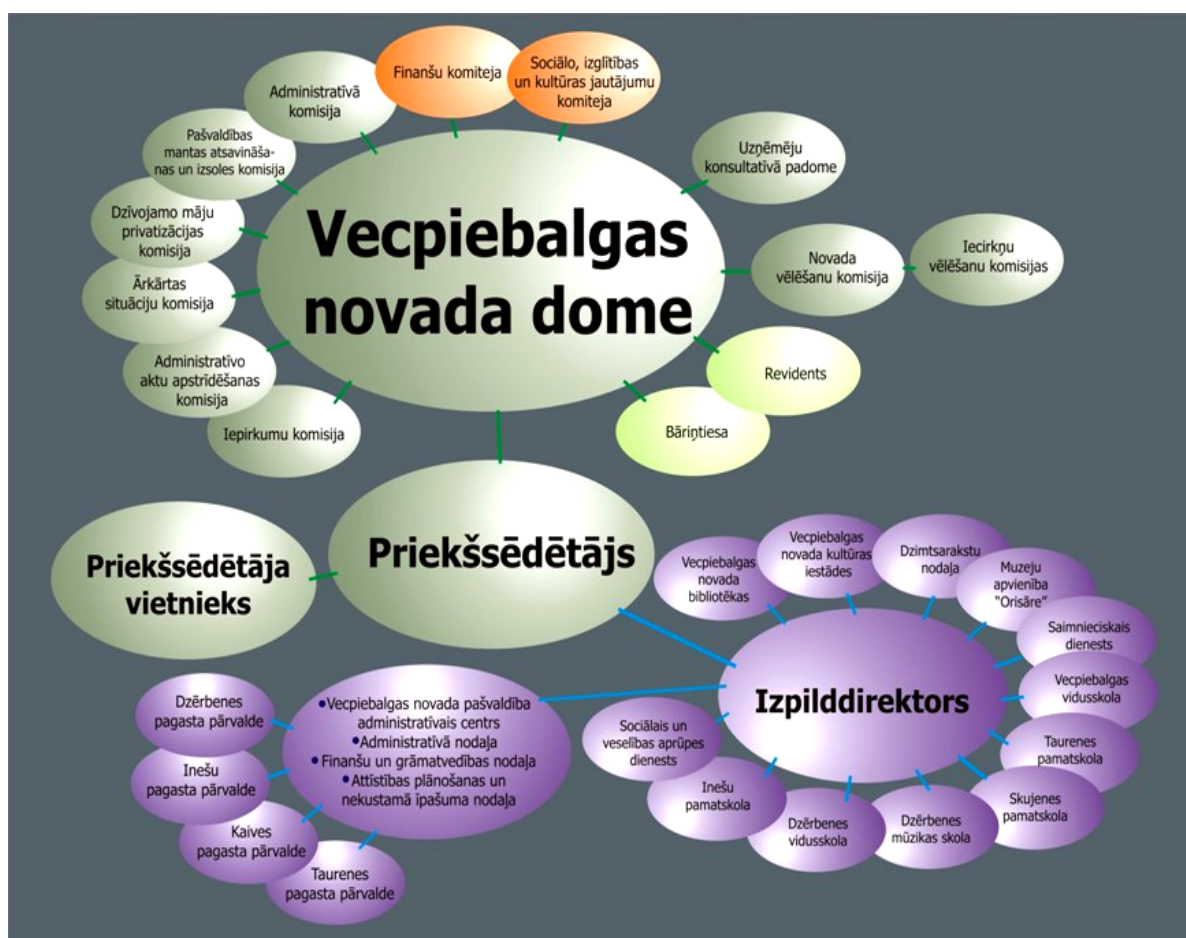 Finanšu komiteja
Sociālo, izglītības
un kultūras jautājumu
komiteja
Administratīvā
komisija
Pašvaldības
mantas atsavināša-
nas un izsoles komisija
Dzīvojamo māju
privatizācijas
komisija
Ārkārtas
situāciju komisija
Administratīvo
aktu apstrīdēšanas
komisija
Iepirkumu komisija
Vecpiebalgas
novada dome
Uzņēmēju
konsultatīvā padome
Novada
vēlēšanu komisija
Iecirkņu
vēlēšanu komisijas
Revidents
Bāriņtiesa
Priekšsēdētājs
Priekšsēdētāja
vietnieks
Vecpiebalgas
novada
bibliotēkas
Vecpiebalgas
novada kultūras
iestādes
Dzimtsarakstu
nodaļa
Muzeju
apvienība
"Orisāre"
Saimnieciskais
dienests
Vecpiebalgas
vidusskola
Taurenes
pamatskola
Skujenes
pamatskola
Dzērbenes
mūzikas skola
Dzērbenes
vidusskola
Inešu
pamatskola
Sociālais un
veselības aprūpes
dienests
Izpilddirektors
•Vecpiebalgas novada pašvaldība
administratīvais centrs
•Administratīvā nodaļa
•Finanšu un grāmatvedības nodaļa
•Attīstības plānošanas un
nekustamā īpašuma nodaļa
Dzērbenes
pagasta pārvalde
Inešu
pagasta pārvalde
Kaives
pagasta pārvalde
Taurenes
pagasta pārvalde